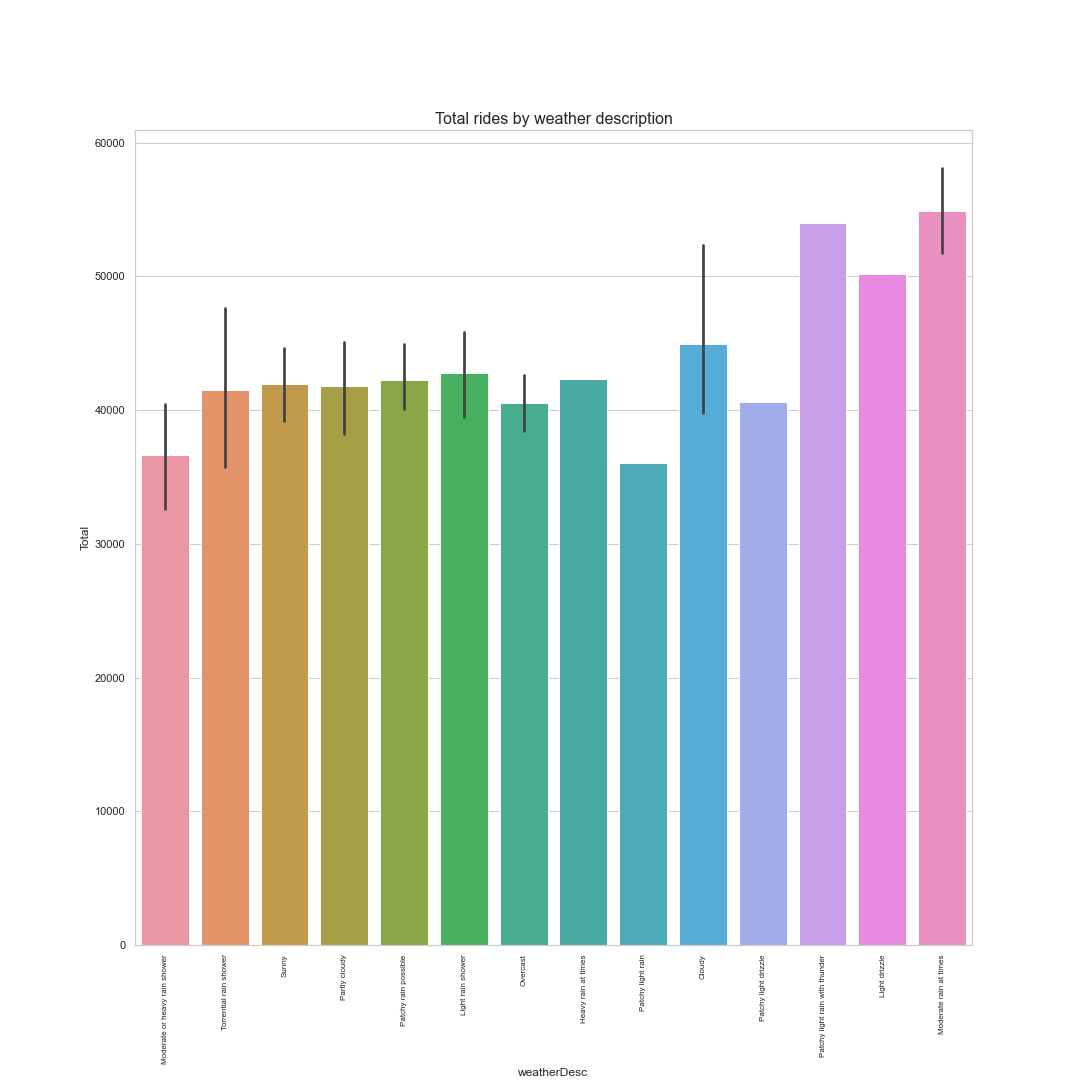 Total rides by weather description
60000
50000
40000
30000
20000
10000
0
Total
Moderate or heavy rain shower
Torrential rain shower
Sunny
Partly cloudy
Patchy rain possible
Light rain shower
Overcast
Heavy rain at times
Patchy light rain
Cloudy
Patchy light drizzle
Patchy light rain with thunder
Light drizzle
Moderate rain at times
weatherDesc